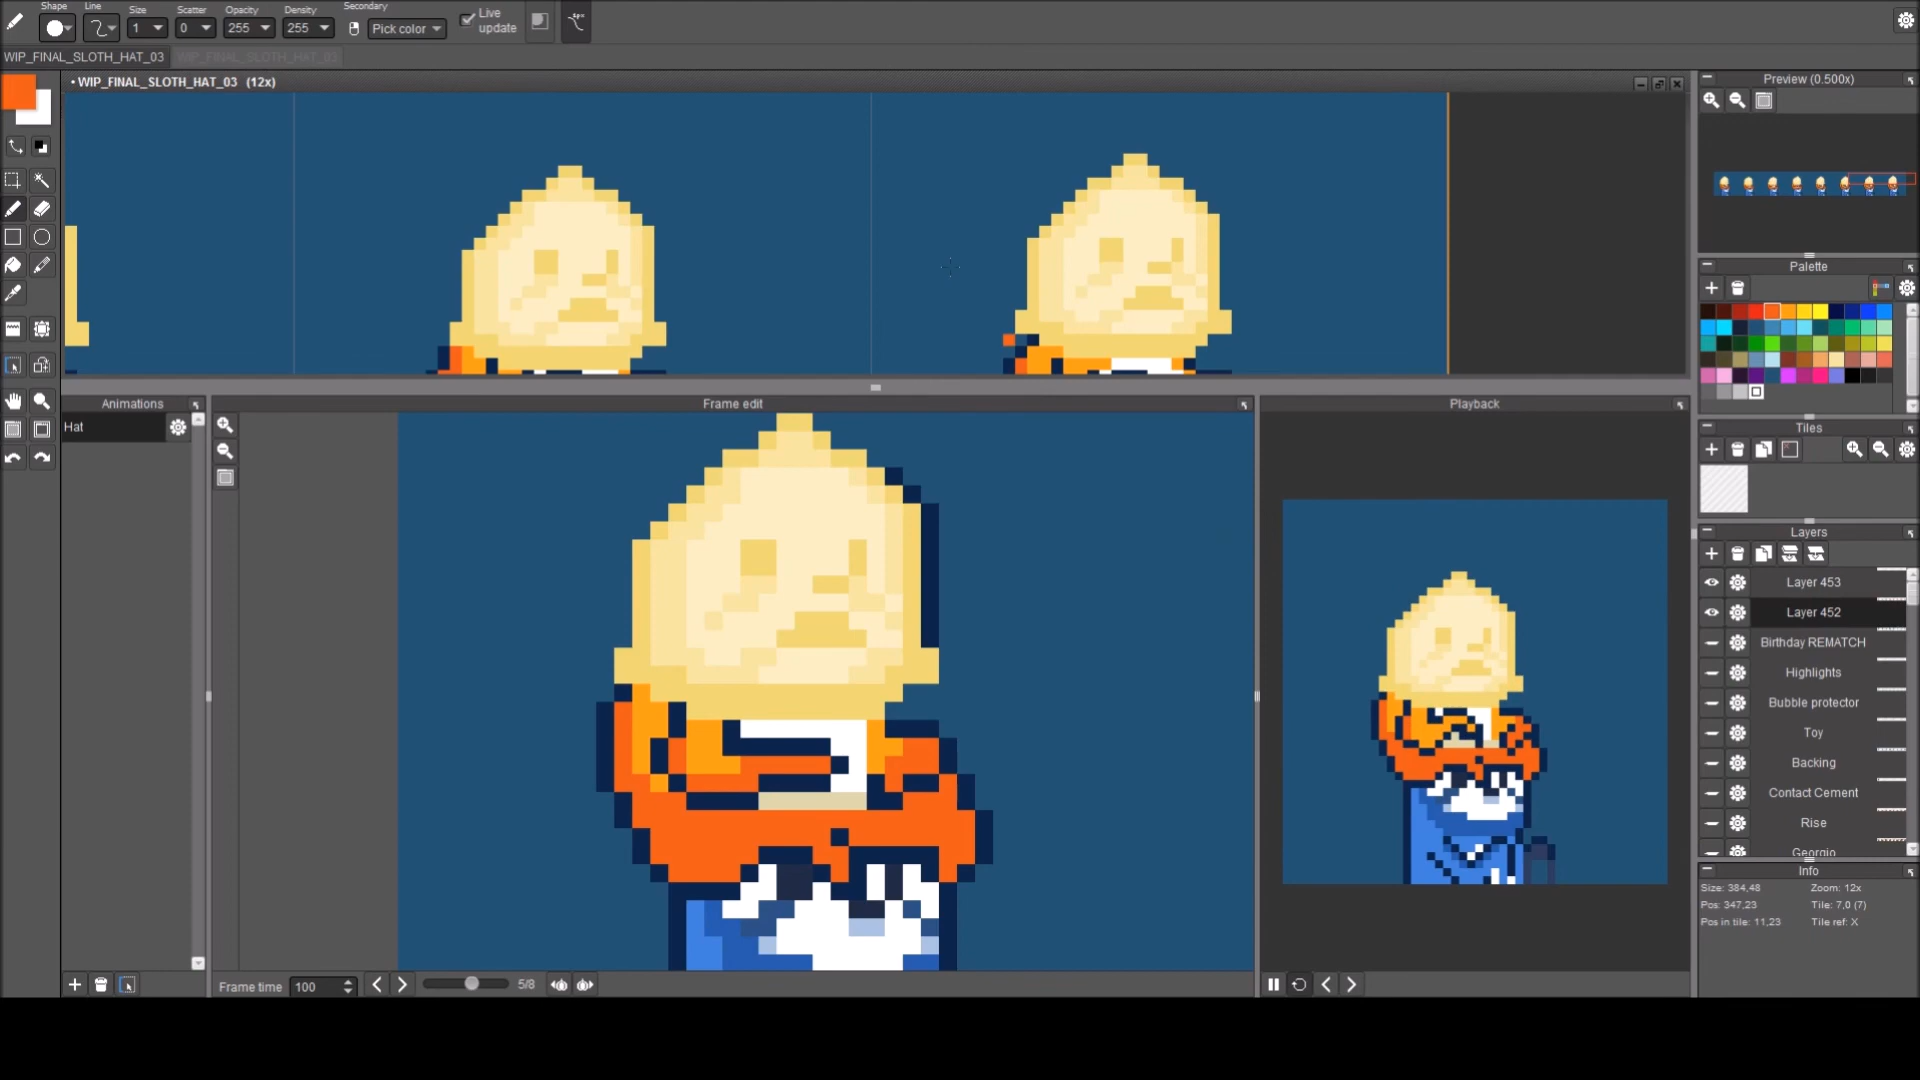 Shape Line Size Scatter Opacity Density Secondary
1 0 255 255 Pick color Live update
WIP_FINAL_SLOTH_HAT_03 WIP_FINAL_SLOTH_HAT_03
• WIP_FINAL_SLOTH_HAT_03 (12x)
Preview (0.500x)
Palette
Animations
Hat
Frame edit
Playback
Tiles
Layers
Layer 453
Layer 452
Birthday REMATCH
Highlights
Bubble protector
Toy
Backing
Contact Cement
Rise
Georgio
Info
Size: 384,48 Zoom: 12x
Pos: 347,23 Tile: 7,0 (7)
Pos in tile: 11,23 Tile ref: X
Frame time 100 5/8